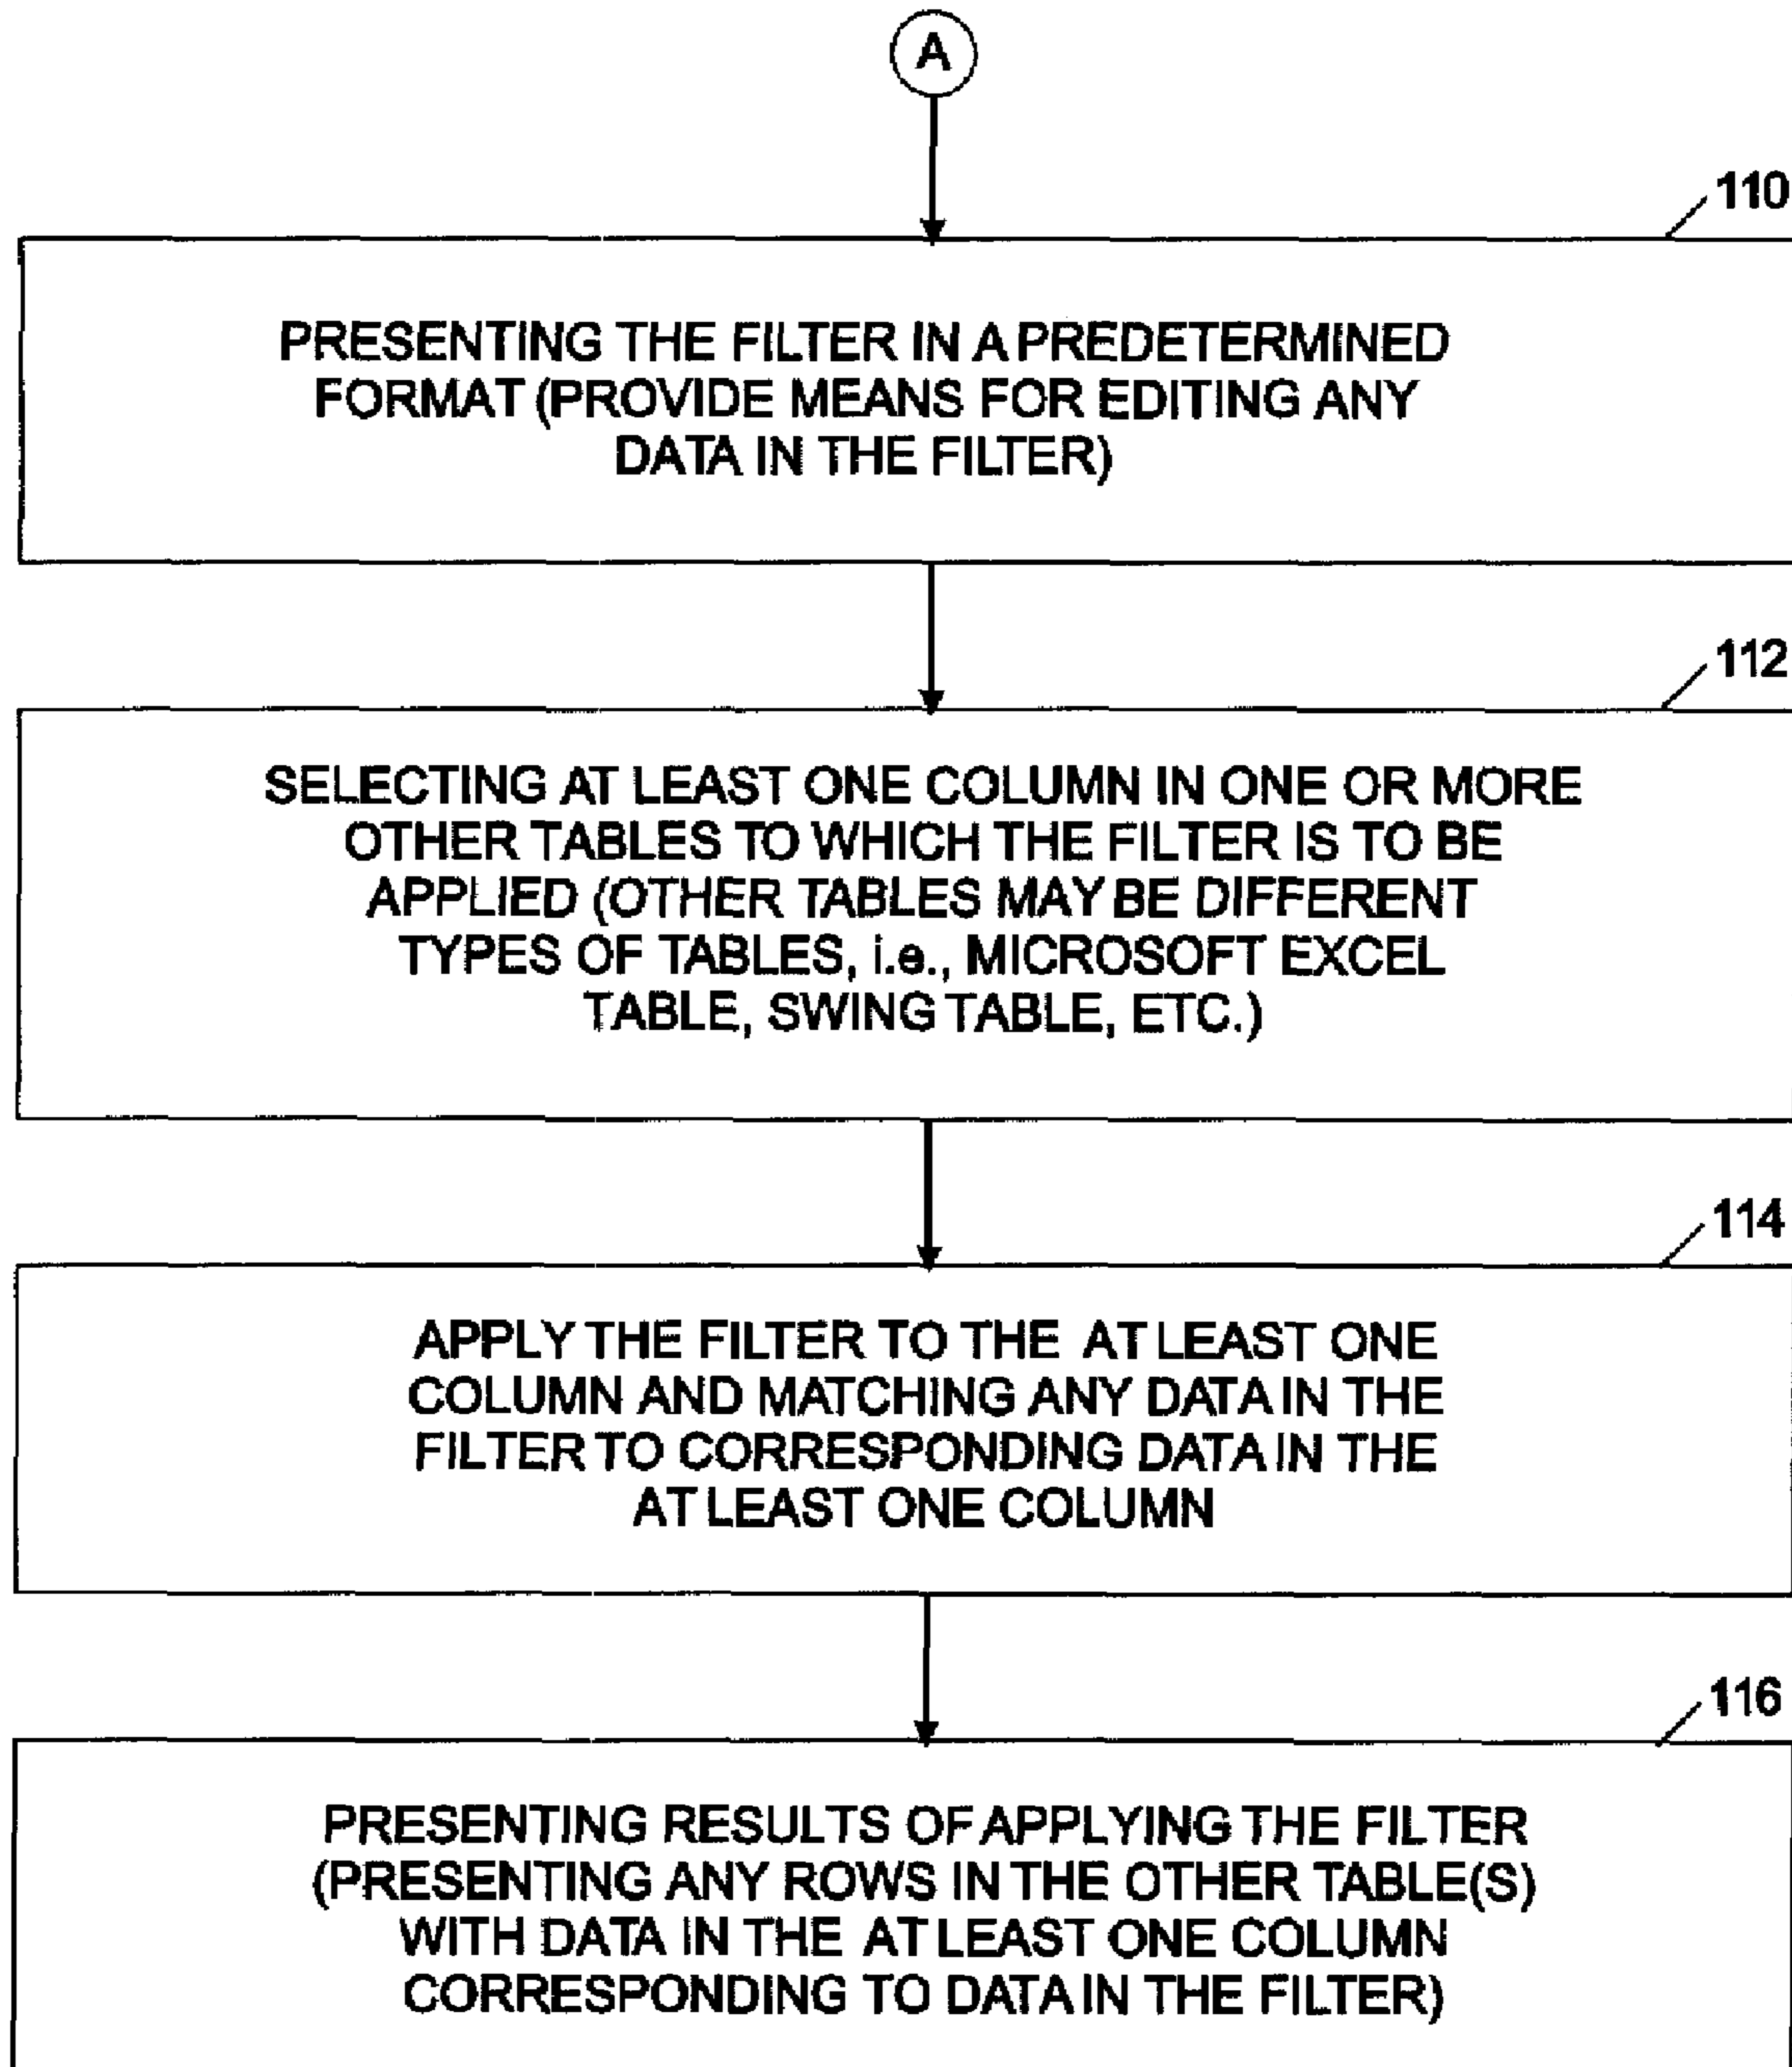 A
110
PRESENTING THE FILTER IN A PREDETERMINED
FORMAT (PROVIDE MEANS FOR EDITING ANY
DATA IN THE FILTER)
112
SELECTING AT LEAST ONE COLUMN IN ONE OR MORE
OTHER TABLES TO WHICH THE FILTER IS TO BE
APPLIED (OTHER TABLES MAY BE DIFFERENT
TYPES OF TABLES, i.e., MICROSOFT EXCEL
TABLE, SWING TABLE, ETC.)
114
APPLY THE FILTER TO THE AT LEAST ONE
COLUMN AND MATCHING ANY DATA IN THE
FILTER TO CORRESPONDING DATA IN THE
AT LEAST ONE COLUMN
116
PRESENTING RESULTS OF APPLYING THE FILTER
(PRESENTING ANY ROWS IN THE OTHER TABLE(S)
WITH DATA IN THE AT LEAST ONE COLUMN
CORRESPONDING TO DATA IN THE FILTER)